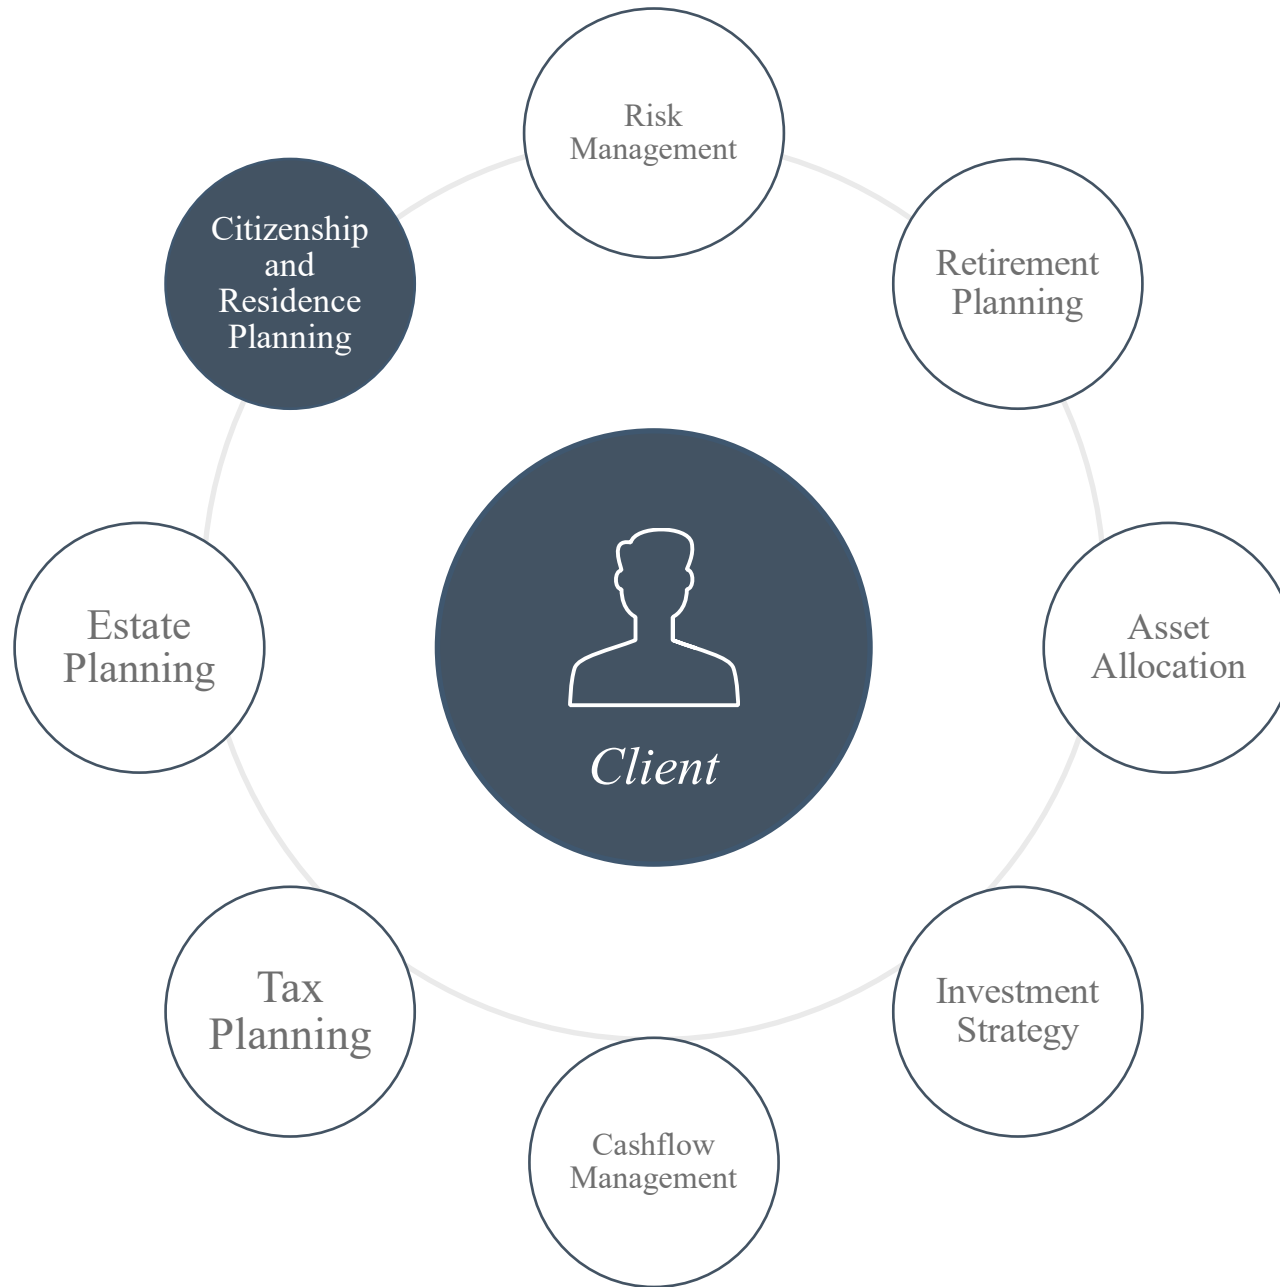 Risk
Management
Citizenship
and
Residence
Planning
Retirement
Planning
Estate
Planning
Client
Asset
Allocation
Tax
Planning
Investment
Strategy
Cashflow
Management